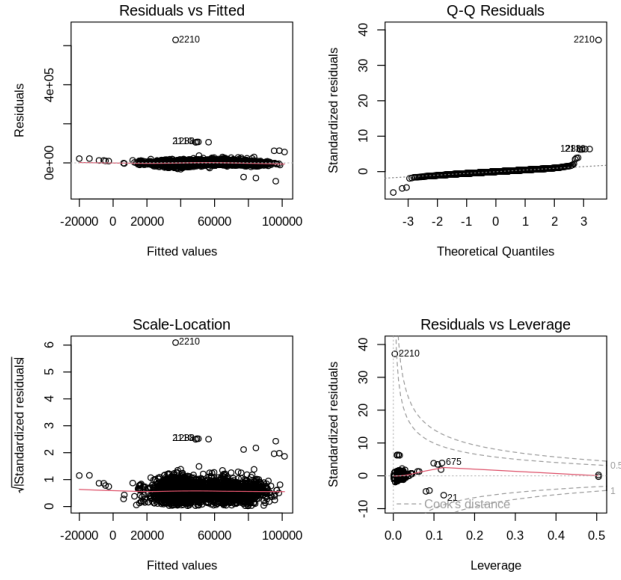 Residuals vs Fitted
Residuals
4e+05
0e+00
2210
-20000 0 20000 60000 100000
Fitted values
Q-Q Residuals
Standardized residuals
40
30
20
10
0
2210
-3 -2 -1 0 1 2 3
Theoretical Quantiles
Scale-Location
√|Standardized residuals|
6
5
4
3
2
1
0
2210
-20000 0 20000 60000 100000
Fitted values
Residuals vs Leverage
Standardized residuals
40
30
20
10
0
-10
2210
675
21
Cook's distance
0.5
1
0.0 0.1 0.2 0.3 0.4 0.5
Leverage